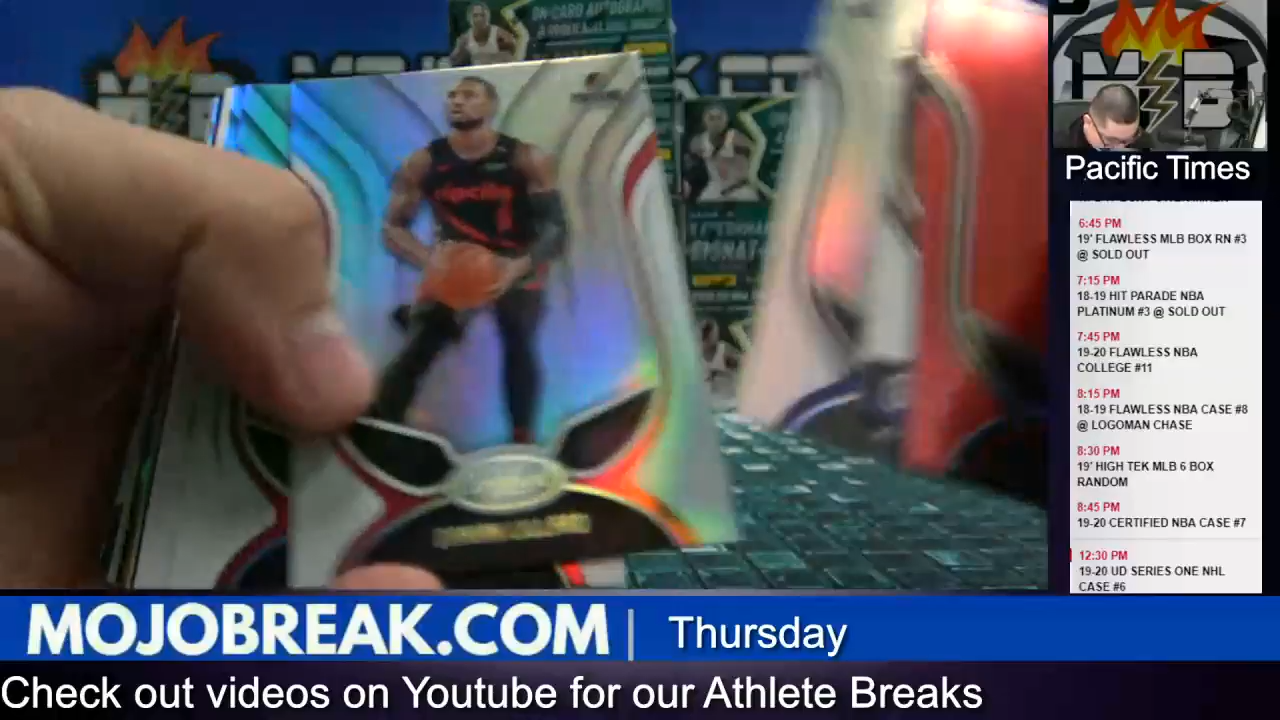 ON-CARD AUTOGRAPHS
ripcity
Pacific Times
6:45 PM
19' FLAWLESS MLB BOX RN #3
@ SOLD OUT
7:15 PM
18-19 HIT PARADE NBA
PLATINUM #3 @ SOLD OUT
7:45 PM
19-20 FLAWLESS NBA
COLLEGE #11
8:15 PM
18-19 FLAWLESS NBA CASE #8
@ LOGOMAN CHASE
8:30 PM
19' HIGH TEK MLB 6 BOX
RANDOM
8:45 PM
19-20 CERTIFIED NBA CASE #7
12:30 PM
19-20 UD SERIES ONE NHL
CASE #6
MOJOBREAK.COM | Thursday
Check out videos on Youtube for our Athlete Breaks